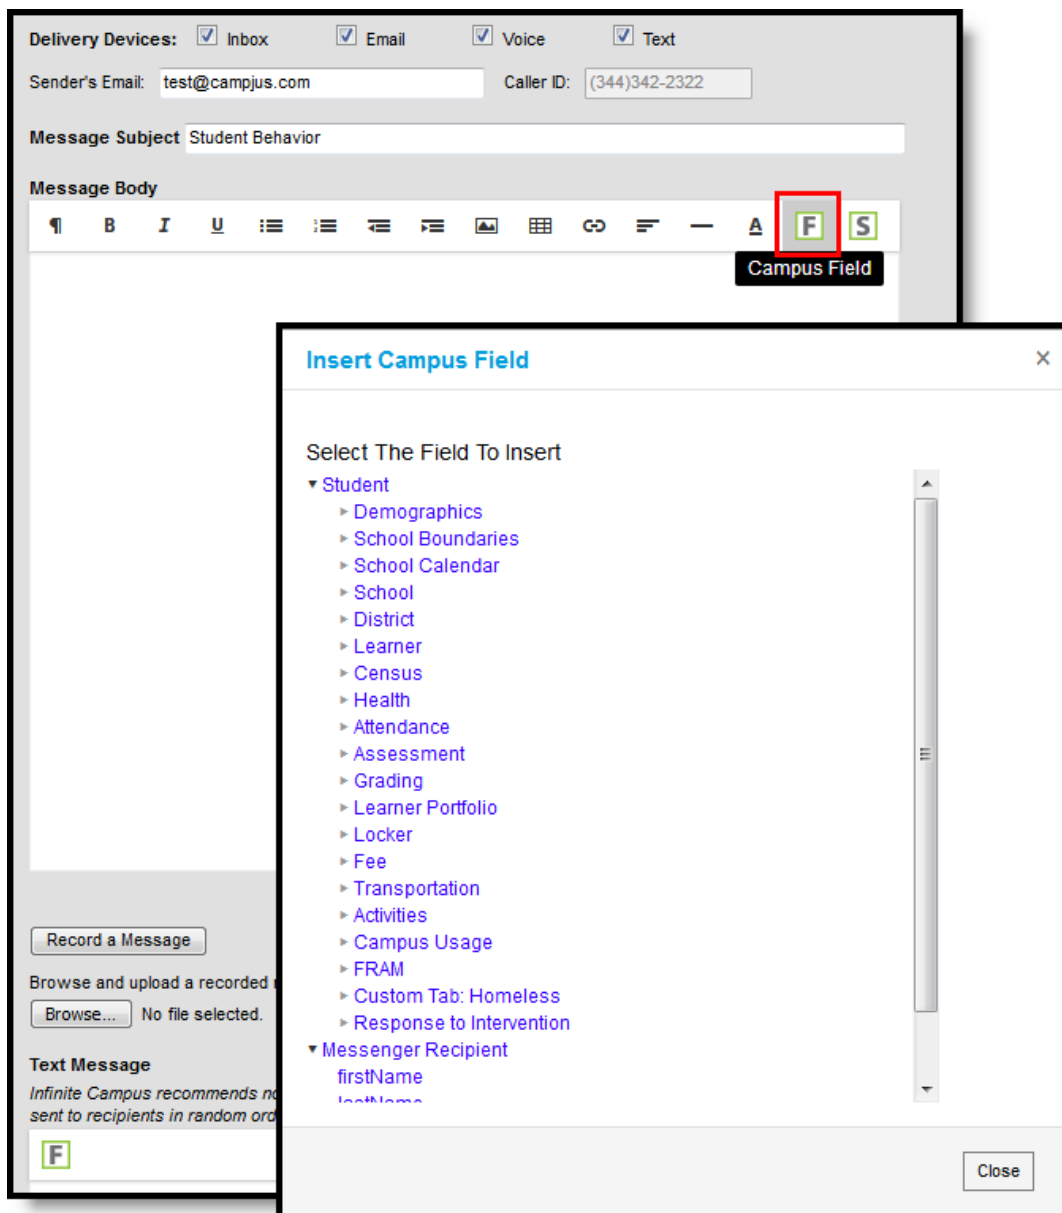 Delivery Devices: Inbox Email Voice Text
Sender's Email: test@campjus.com Caller ID: (344)342-2322
Message Subject Student Behavior
Message Body
¶ B I U A F S
Campus Field
Insert Campus Field ×
Select The Field To Insert
Student
Demographics
School Boundaries
School Calendar
School
District
Learner
Census
Health
Attendance
Assessment
Grading
Learner Portfolio
Locker
Fee
Transportation
Activities
Campus Usage
FRAM
Custom Tab: Homeless
Response to Intervention
Messenger Recipient
firstName
lastName
Close
Record a Message
Browse and upload a recorded
Browse... No file selected.
Text Message
Infinite Campus recommends
sent to recipients in random
F